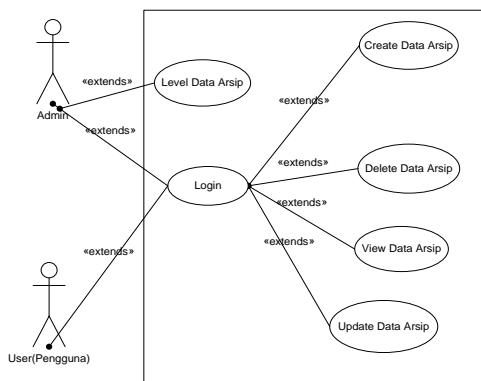 Create Data Arsip
«extends»
«extends»
Level Data Arsip
Admin
«extends»
«extends»
Delete Data Arsip
Login
«extends»
«extends»
View Data Arsip
«extends»
Update Data Arsip
User(Pengguna)